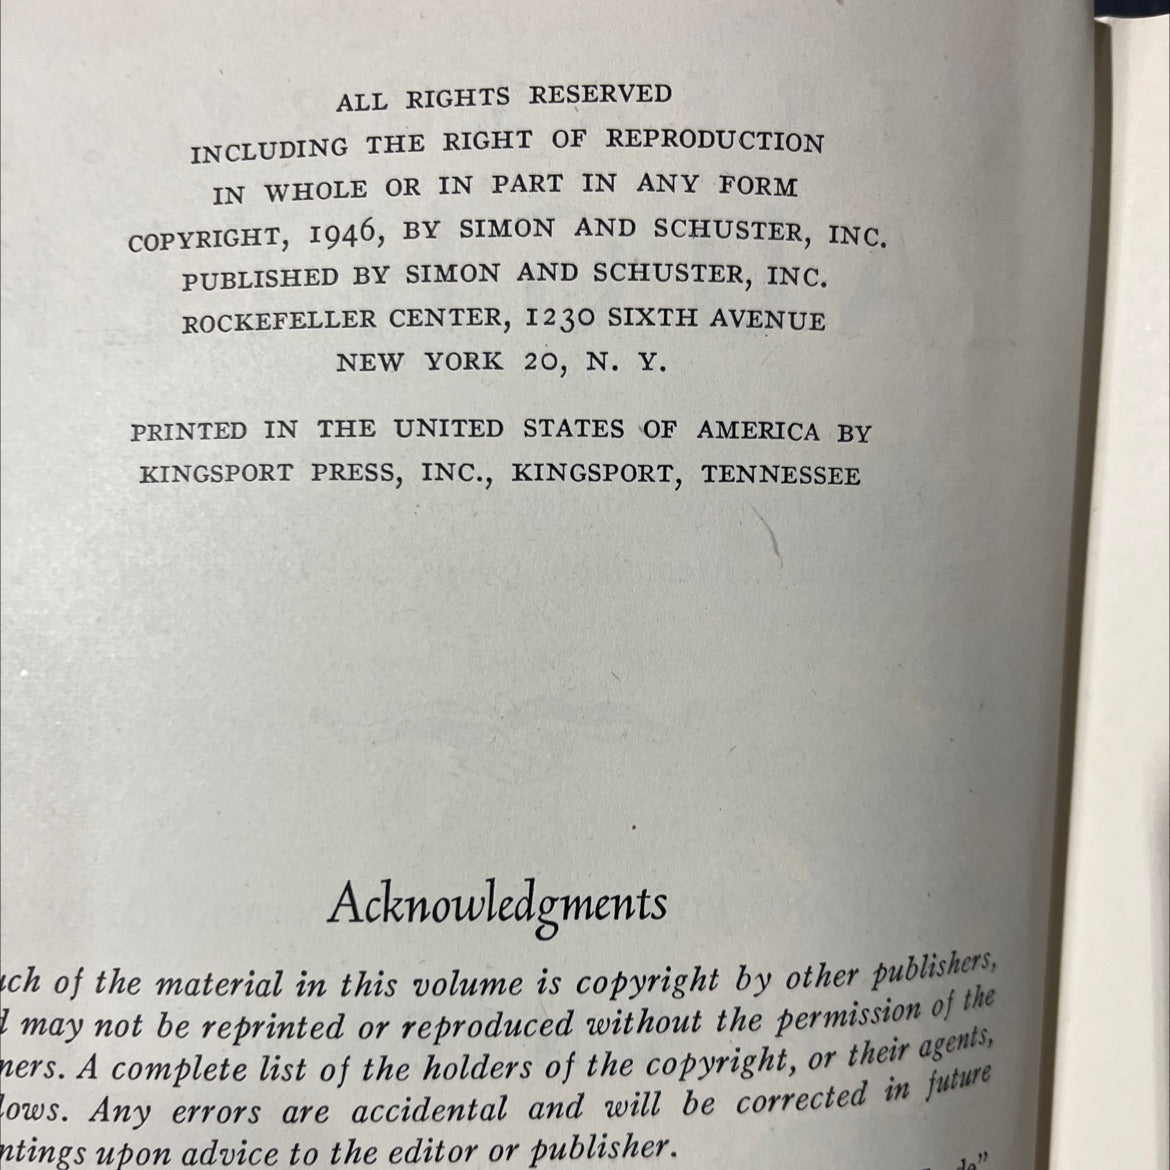 ALL RIGHTS RESERVED
INCLUDING THE RIGHT OF REPRODUCTION
IN WHOLE OR IN PART IN ANY FORM
COPYRIGHT, 1946, BY SIMON AND SCHUSTER, INC.
PUBLISHED BY SIMON AND SCHUSTER, INC.
ROCKEFELLER CENTER, 1230 SIXTH AVENUE
NEW YORK 20, N. Y.
PRINTED IN THE UNITED STATES OF AMERICA BY
KINGSPORT PRESS, INC., KINGSPORT, TENNESSEE
Acknowledgments
of the material in this volume is copyright by other publishers,
may not be reprinted or reproduced without the permission of the
A complete list of the holders of the copyright, or their agents,
Any errors are accidental and will be corrected in future
upon advice to the editor or publisher.